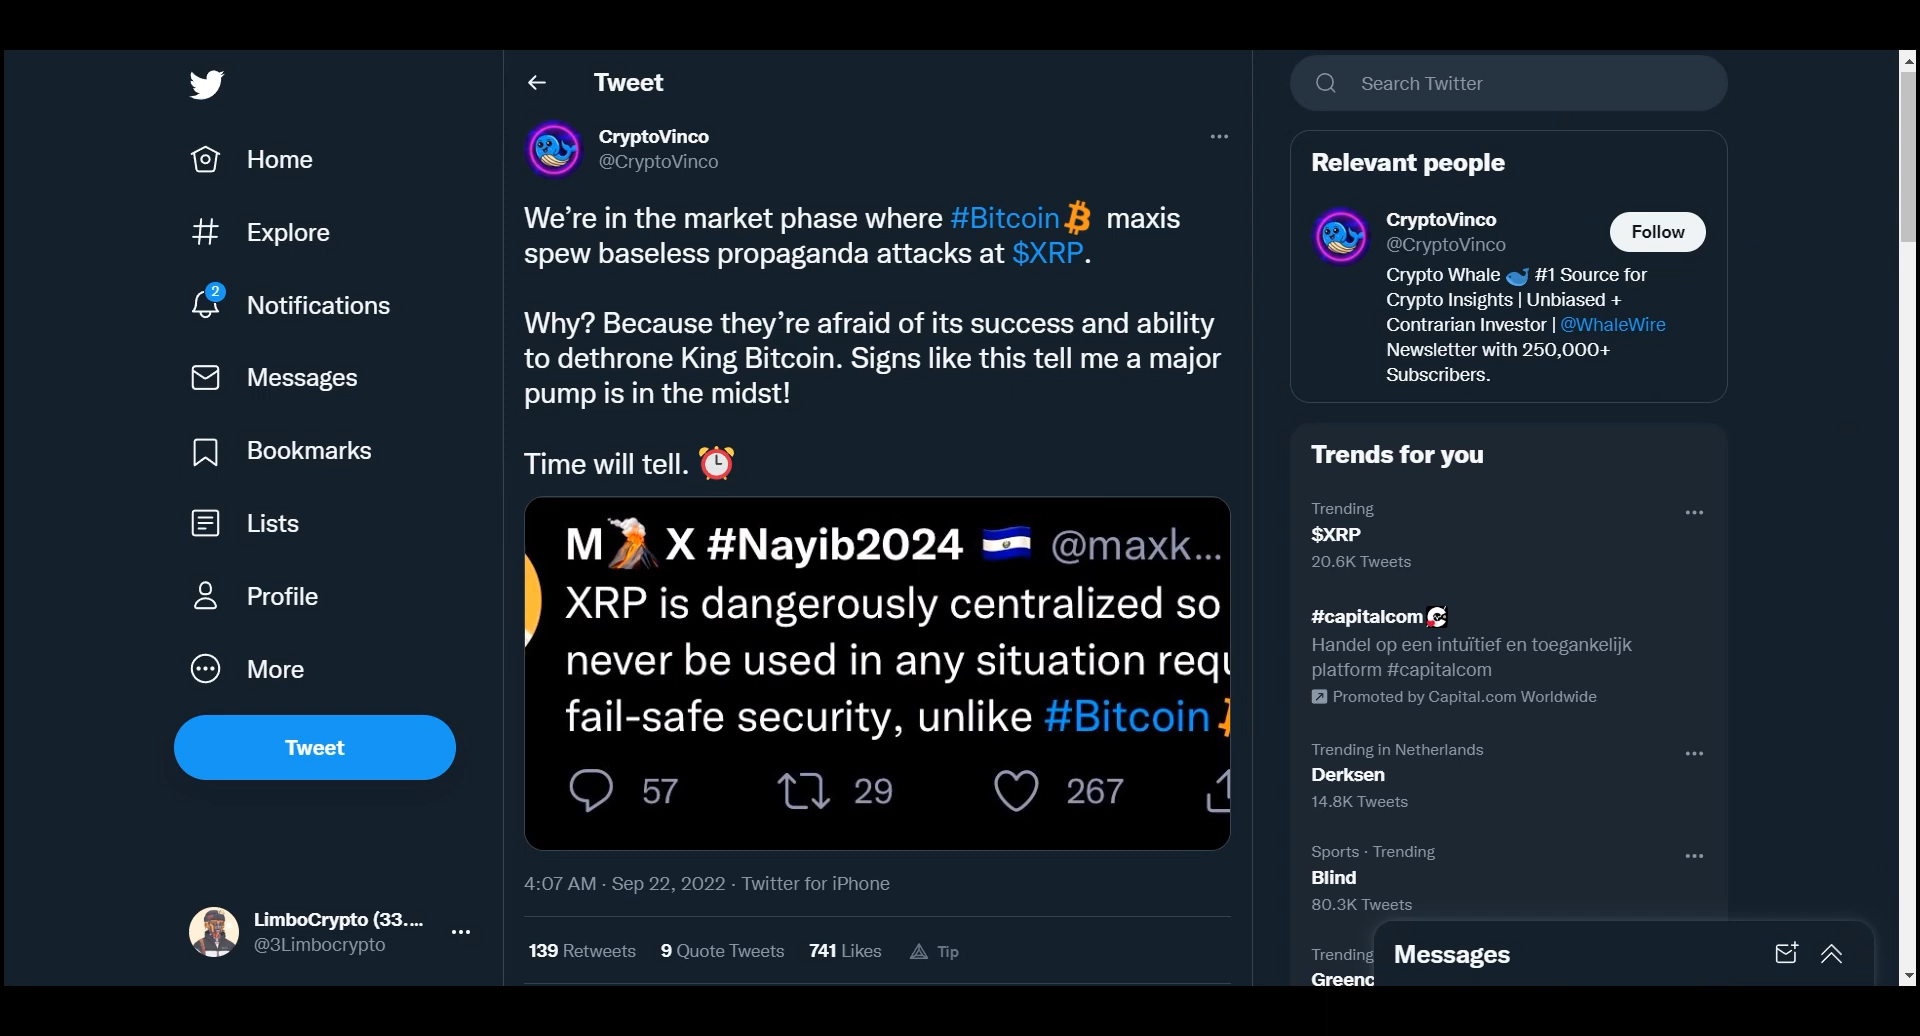 Home
Explore
2
Notifications
Messages
Bookmarks
Lists
Profile
More
Tweet
LimboCrypto (33....
@3Limbocrypto
Tweet
CryptoVinco
@CryptoVinco
We’re in the market phase where #Bitcoin maxis
spew baseless propaganda attacks at $XRP.
Why? Because they’re afraid of its success and ability
to dethrone King Bitcoin. Signs like this tell me a major
pump is in the midst!
Time will tell. ⏰
M🌋X #Nayib2024 🇸🇻 @maxk...
XRP is dangerously centralized so
never be used in any situation requ
fail-safe security, unlike #Bitcoin
57 29 267
4:07 AM · Sep 22, 2022 · Twitter for iPhone
139 Retweets 9 Quote Tweets 741 Likes Tip
Search Twitter
Relevant people
CryptoVinco
@CryptoVinco
Follow
Crypto Whale 🐋 #1 Source for
Crypto Insights | Unbiased +
Contrarian Investor | @WhaleWire
Newsletter with 250,000+
Subscribers.
Trends for you
Trending
$XRP
20.6K Tweets
#capitalcom
Handel op een intuïtief en toegankelijk
platform #capitalcom
Promoted by Capital.com Worldwide
Trending in Netherlands
Derksen
14.8K Tweets
Sports · Trending
Blind
80.3K Tweets
Trending
Greenc
Messages